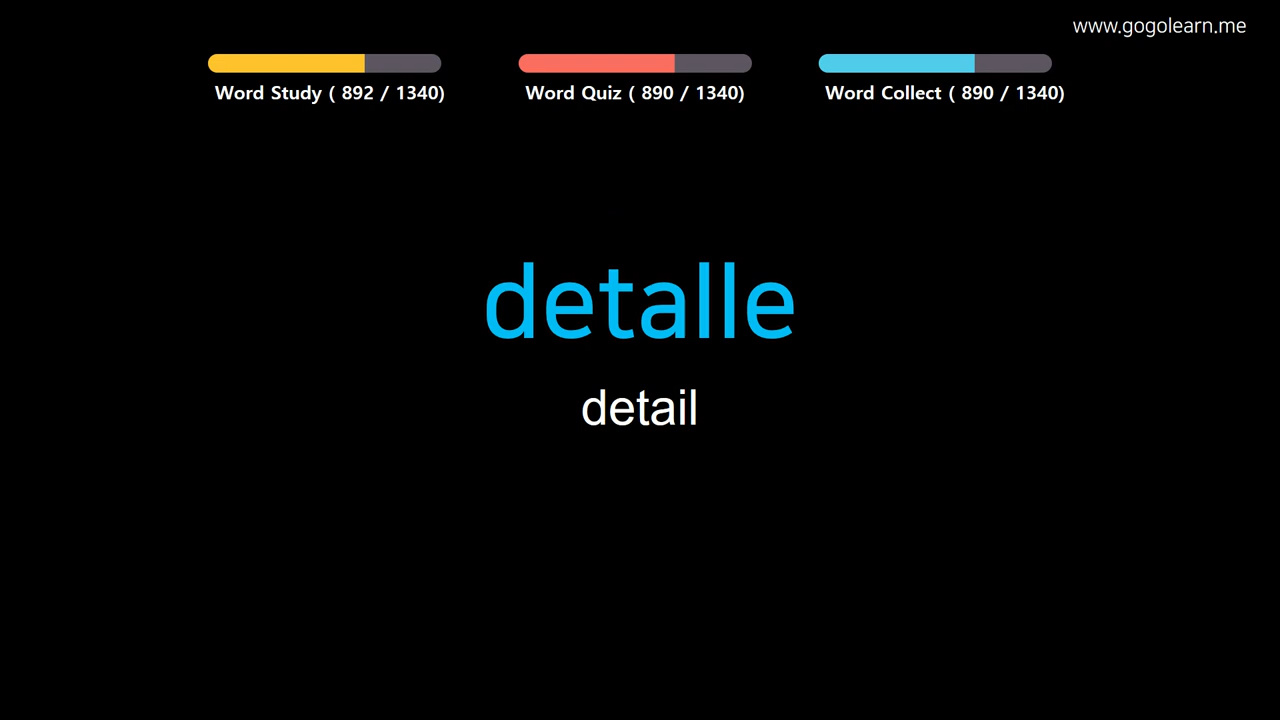 www.gogolearn.me
Word Study ( 892 / 1340)
Word Quiz ( 890 / 1340)
Word Collect ( 890 / 1340)
detalle
detail